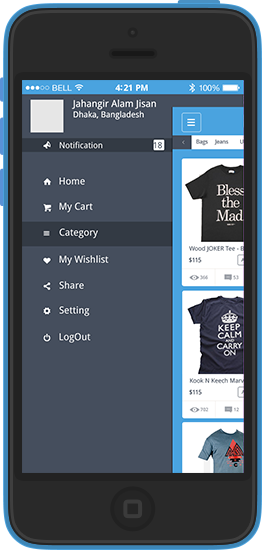 BELL 4:21 PM 100%
Jahangir Alam Jisan
Dhaka, Bangladesh
Notification 18
Home
My Cart
Category
My Wishlist
Share
Setting
LogOut
Bags Jeans
Bless
the
Mad
Wood JOKER Tee - B
$115
366 53
KEEP
CALM
AND
CARRY
ON
Kook N Keech Marv
$115
702 12